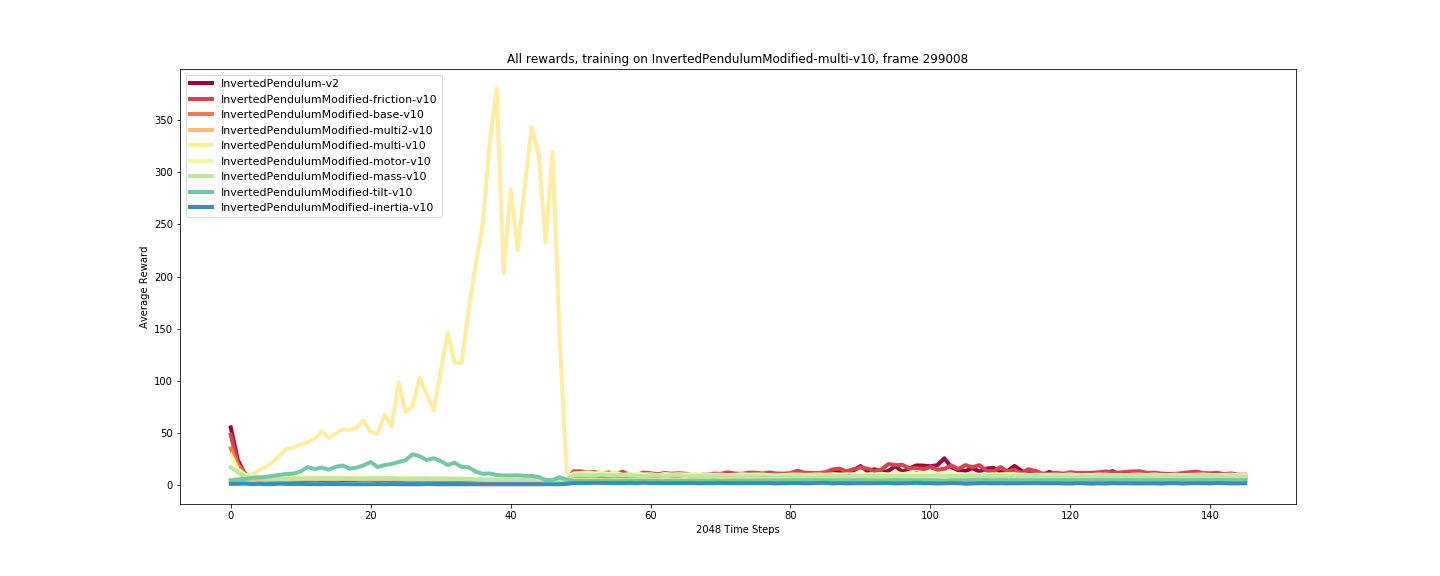 All rewards, training on InvertedPendulumModified-multi-v10, frame 299008
InvertedPendulum-v2
InvertedPendulumModified-friction-v10
InvertedPendulumModified-base-v10
InvertedPendulumModified-multi2-v10
InvertedPendulumModified-multi-v10
InvertedPendulumModified-motor-v10
InvertedPendulumModified-mass-v10
InvertedPendulumModified-tilt-v10
InvertedPendulumModified-inertia-v10
Average Reward
350
300
250
200
150
100
50
0
0 20 40 60 80 100 120 140
2048 Time Steps